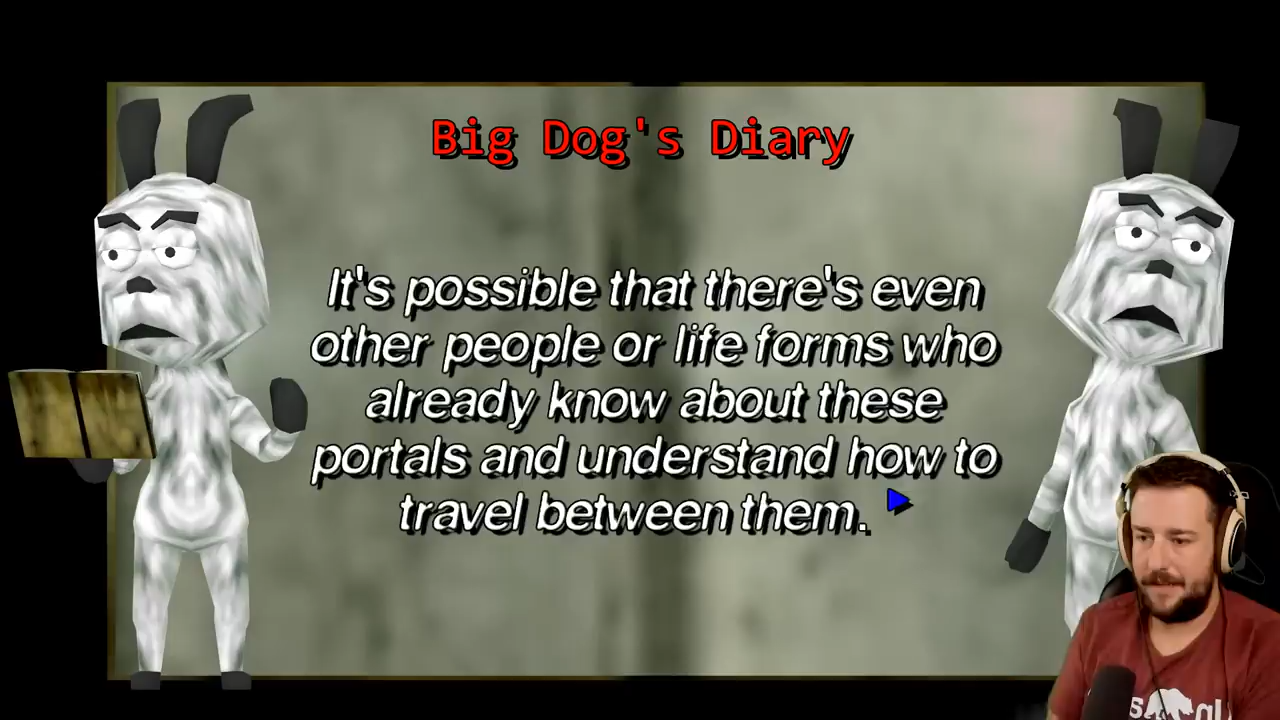 Big Dog's Diary
It's possible that there's even
other people or life forms who
already know about these
portals and understand how to
travel between them.